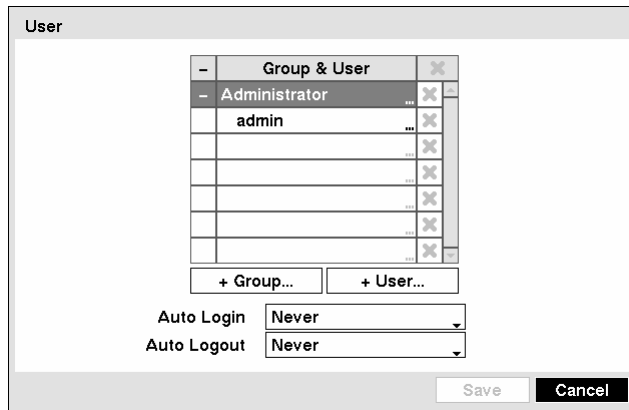 User
– Group & User
– Administrator ...
admin ...
...
...
...
...
...
+ Group... + User...
Auto Login Never
Auto Logout Never
Save Cancel